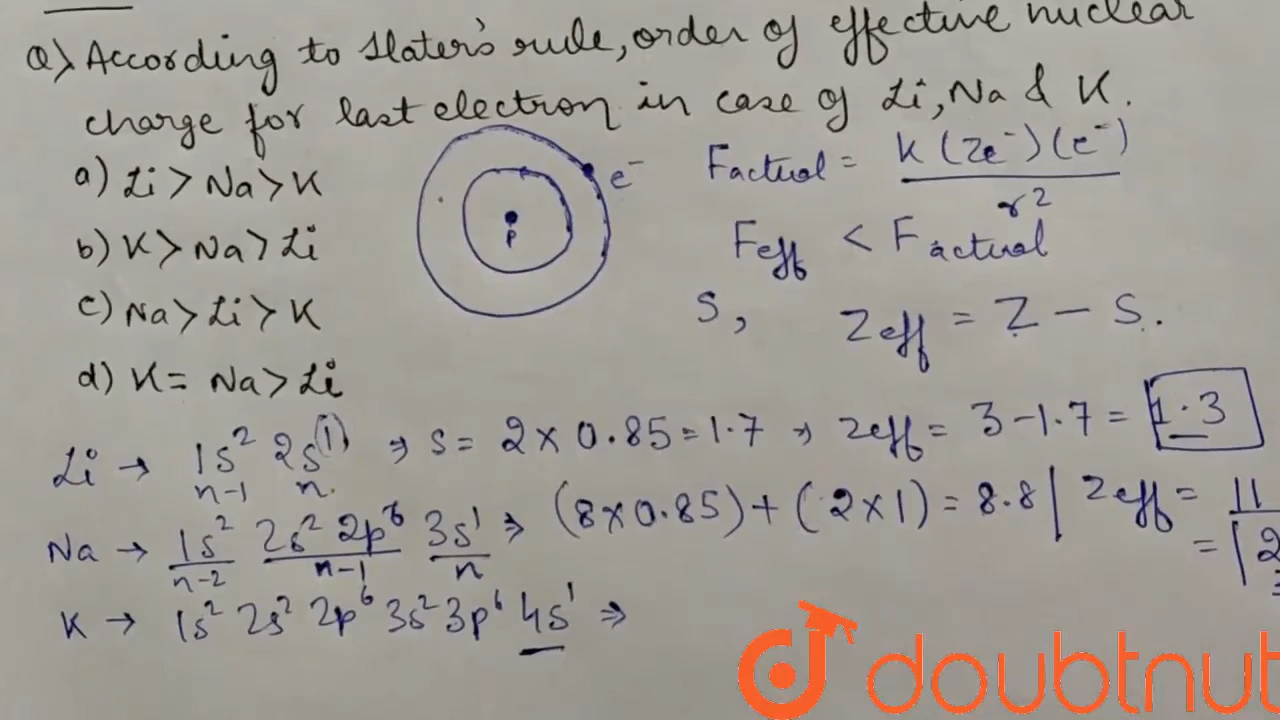 Q) According to slater's rule, order of effective nuclear
charge for last electron in case of Li, Na & K.
a) Li > Na > K
b) K > Na > Li
c) Na > Li > K
d) K = Na > Li
e⁻
p
Factual = K (Ze⁻)(e⁻)
r²
Feff < Factual
S, Zeff = Z - S.
Li → 1s² 2s⁽¹⁾ ⇒ S = 2 × 0.85 = 1.7 ⇒ Zeff = 3 - 1.7 = 1.3
n-1 n.
Na → 1s² 2s² 2p⁶ 3s¹ ⇒ (8×0.85) + (2×1) = 8.8 | Zeff = 11
n-2 n-1 n = 2
K → 1s² 2s² 2p⁶ 3s² 3p⁶ 4s¹ ⇒
doubtnut